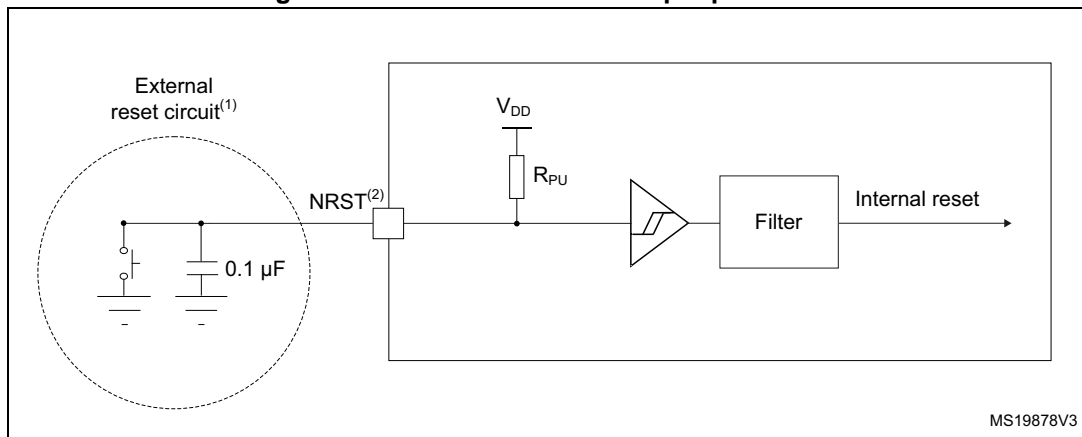 External
reset circuit(1)
VDD
RPU
NRST(2)
Filter
Internal reset
0.1 µF
MS19878V3